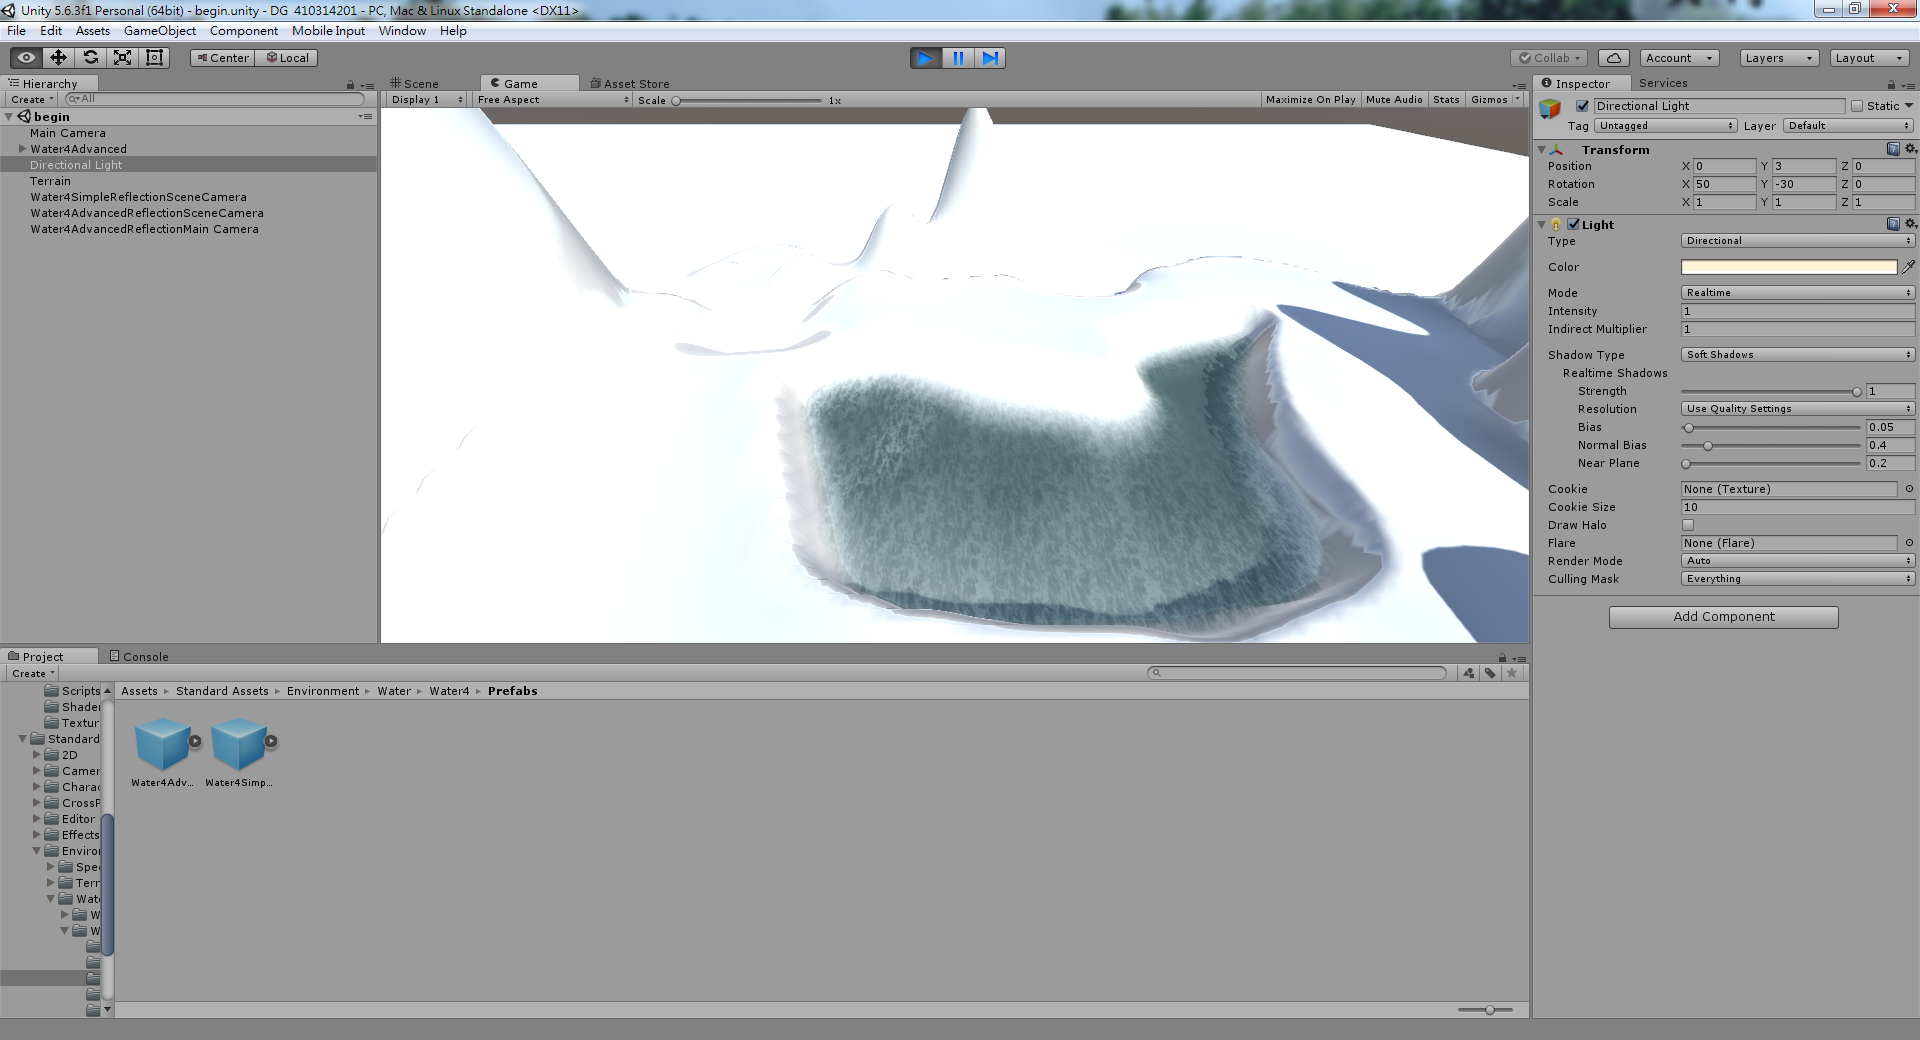 Unity 5.6.3f1 Personal (64bit) - begin.unity - DG_410314201 - PC, Mac & Linux Standalone <DX11>
File Edit Assets GameObject Component Mobile Input Window Help
Center Local Collab Account Layers Layout
Hierarchy
Create All
begin
Main Camera
Water4Advanced
Directional Light
Terrain
Water4SimpleReflectionSceneCamera
Water4AdvancedReflectionSceneCamera
Water4AdvancedReflectionMain Camera
Scene Game Asset Store
Display 1 Free Aspect Scale 1x Maximize On Play Mute Audio Stats Gizmos
Inspector Services
Directional Light Static
Tag Untagged Layer Default
Transform
Position X 0 Y 3 Z 0
Rotation X 50 Y -30 Z 0
Scale X 1 Y 1 Z 1
Light
Type Directional
Color
Mode Realtime
Intensity 1
Indirect Multiplier 1
Shadow Type Soft Shadows
Realtime Shadows
Strength 1
Resolution Use Quality Settings
Bias 0.05
Normal Bias 0.4
Near Plane 0.2
Cookie None (Texture)
Cookie Size 10
Draw Halo
Flare None (Flare)
Render Mode Auto
Culling Mask Everything
Add Component
Project Console
Create
Scripts
Shader
Textur
Standard
2D
Camer
Charac
CrossP
Editor
Effects
Enviro
Spec
Terr
Wate
W
W
Assets Standard Assets Environment Water Water4 Prefabs
Water4Adv... Water4Simp...